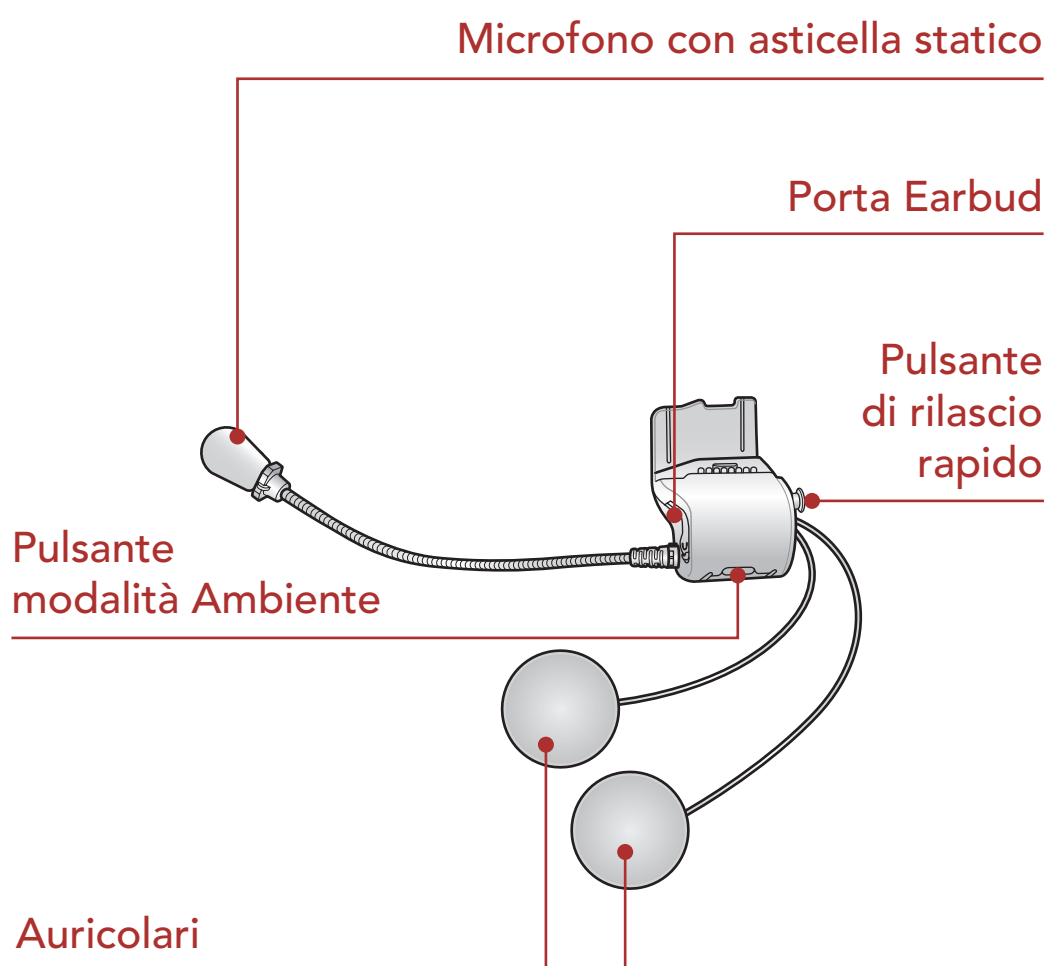 Microfono con asticella statico
Porta Earbud
Pulsante
di rilascio
rapido
Pulsante
modalità Ambiente
Auricolari